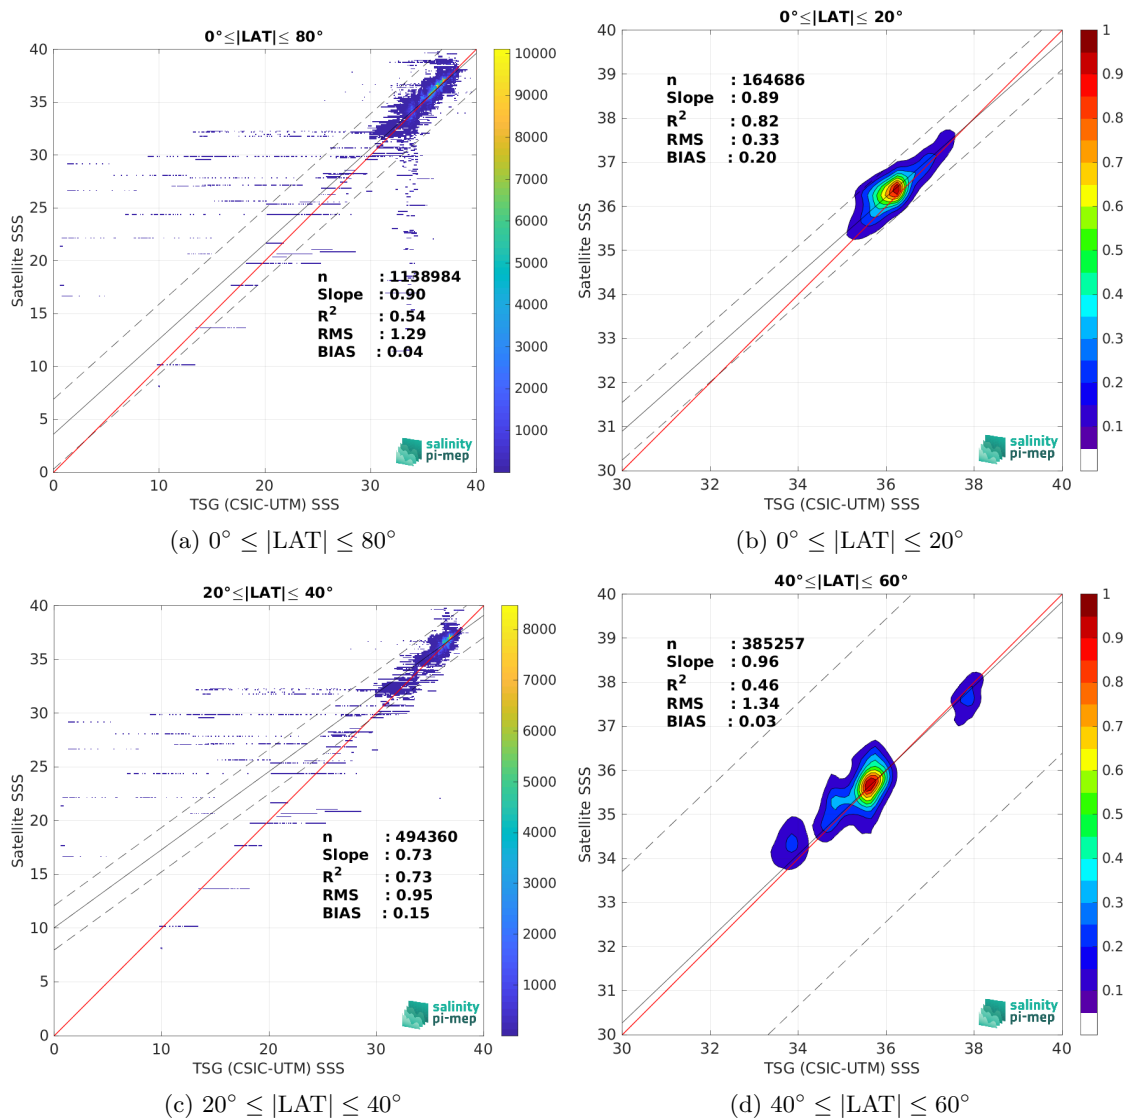 0°≤|LAT|≤ 80°
40
35
30
25
20
15
10
5
0
Satellite SSS
n : 1138984
Slope : 0.90
R² : 0.54
RMS : 1.29
BIAS : 0.04
salinity
pi-mep
0 10 20 30 40
TSG (CSIC-UTM) SSS
10000
9000
8000
7000
6000
5000
4000
3000
2000
1000
(a) 0° ≤ |LAT| ≤ 80°
0°≤|LAT|≤ 20°
40
39
38
37
36
35
34
33
32
31
30
Satellite SSS
n : 164686
Slope : 0.89
R² : 0.82
RMS : 0.33
BIAS : 0.20
salinity
pi-mep
30 32 34 36 38 40
TSG (CSIC-UTM) SSS
1
0.9
0.8
0.7
0.6
0.5
0.4
0.3
0.2
0.1
(b) 0° ≤ |LAT| ≤ 20°
20°≤|LAT|≤ 40°
40
35
30
25
20
15
10
5
0
Satellite SSS
n : 494360
Slope : 0.73
R² : 0.73
RMS : 0.95
BIAS : 0.15
salinity
pi-mep
0 10 20 30 40
TSG (CSIC-UTM) SSS
8000
7000
6000
5000
4000
3000
2000
1000
(c) 20° ≤ |LAT| ≤ 40°
40°≤|LAT|≤ 60°
40
39
38
37
36
35
34
33
32
31
30
Satellite SSS
n : 385257
Slope : 0.96
R² : 0.46
RMS : 1.34
BIAS : 0.03
salinity
pi-mep
30 32 34 36 38 40
TSG (CSIC-UTM) SSS
1
0.9
0.8
0.7
0.6
0.5
0.4
0.3
0.2
0.1
(d) 40° ≤ |LAT| ≤ 60°